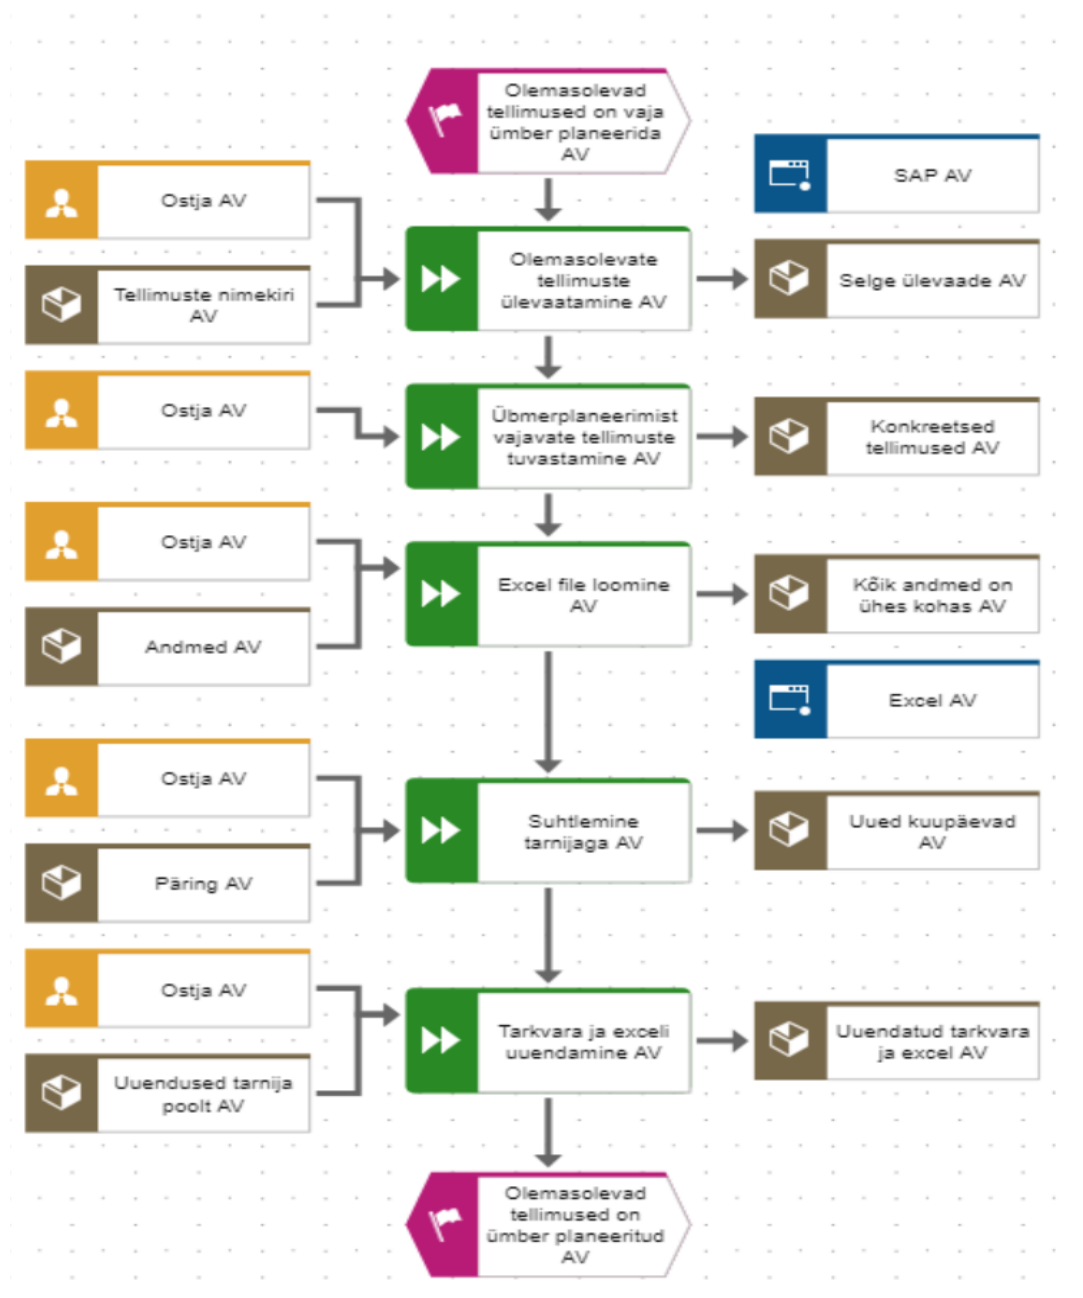 Olemasolevad
tellimused on vaja
ümber planeerida
AV
SAP AV
Ostja AV
Tellimuste nimekiri
AV
Olemasolevate
tellimuste
ülevaatamine AV
Selge ülevaade AV
Ostja AV
Übmerplaneerimist
vajavate tellimuste
tuvastamine AV
Konkreetsed
tellimused AV
Ostja AV
Andmed AV
Excel file loomine
AV
Kõik andmed on
ühes kohas AV
Excel AV
Ostja AV
Päring AV
Suhtlemine
tarnijaga AV
Uued kuupäevad
AV
Ostja AV
Uuendused tarnija
poolt AV
Tarkvara ja exceli
uuendamine AV
Uuendatud tarkvara
ja excel AV
Olemasolevad
tellimused on
ümber planeeritud
AV